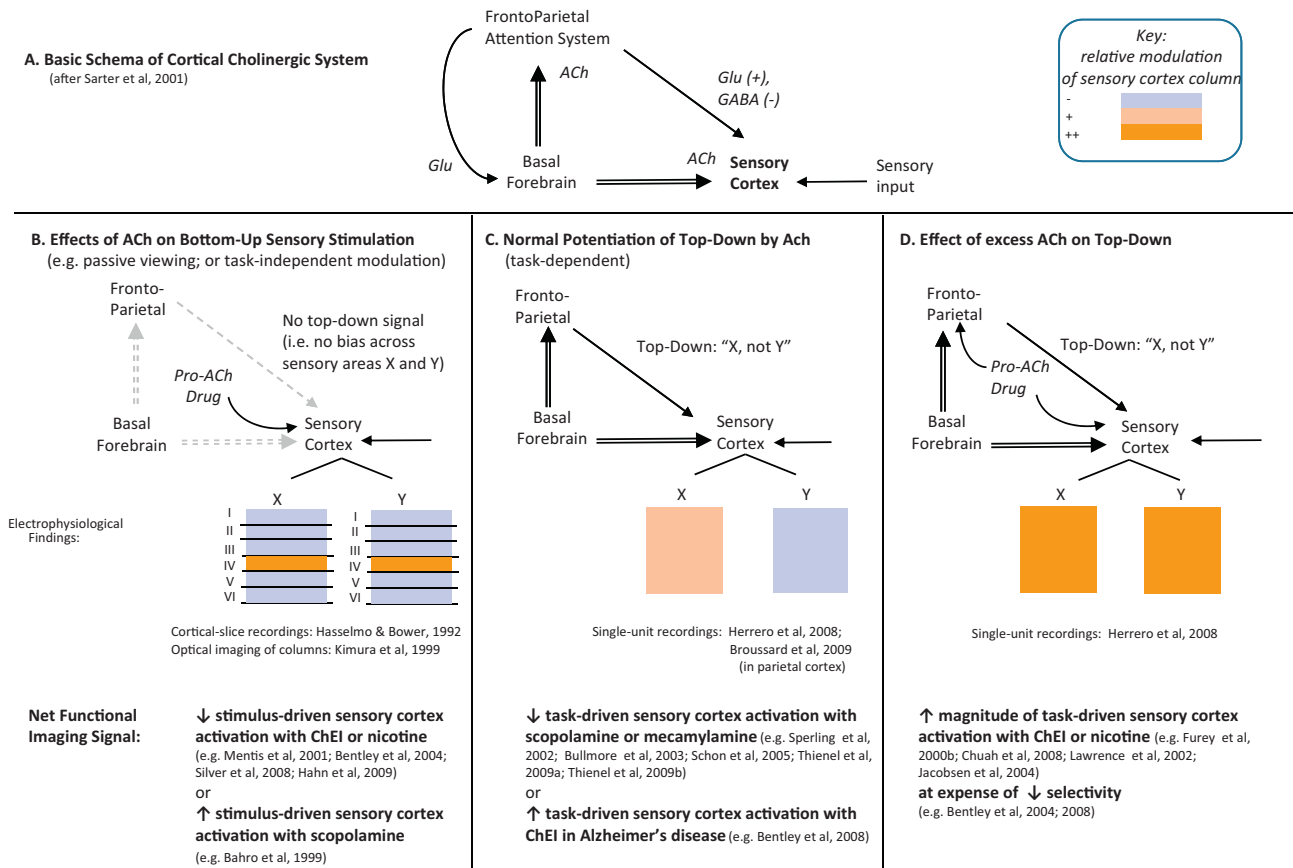 A. Basic Schema of Cortical Cholinergic System
(after Sarter et al, 2001)
FrontoParietal
Attention System
ACh
Glu (+),
GABA (-)
Glu
Basal
Forebrain
ACh
Sensory
Cortex
Sensory
input
Key:
relative modulation
of sensory cortex column
-
+
++
B. Effects of ACh on Bottom-Up Sensory Stimulation
(e.g. passive viewing; or task-independent modulation)
Fronto-
Parietal
No top-down signal
(i.e. no bias across
sensory areas X and Y)
Pro-ACh
Drug
Basal
Forebrain
Sensory
Cortex
X
Y
Electrophysiological
Findings:
I
II
III
IV
V
VI
I
II
III
IV
V
VI
Cortical-slice recordings: Hasselmo & Bower, 1992
Optical imaging of columns: Kimura et al, 1999
Net Functional
Imaging Signal:
↓ stimulus-driven sensory cortex
activation with ChEI or nicotine
(e.g. Mentis et al, 2001; Bentley et al, 2004;
Silver et al, 2008; Hahn et al, 2009)
or
↑ stimulus-driven sensory cortex
activation with scopolamine
(e.g. Bahro et al, 1999)
C. Normal Potentiation of Top-Down by Ach
(task-dependent)
Fronto-
Parietal
Top-Down: “X, not Y”
Basal
Forebrain
Sensory
Cortex
X
Y
Single-unit recordings: Herrero et al, 2008;
Broussard et al, 2009
(in parietal cortex)
↓ task-driven sensory cortex activation with
scopolamine or mecamylamine (e.g. Sperling et al,
2002; Bullmore et al, 2003; Schon et al, 2005; Thienel et al,
2009a; Thienel et al, 2009b)
or
↑ task-driven sensory cortex activation with
ChEI in Alzheimer’s disease (e.g. Bentley et al, 2008)
D. Effect of excess ACh on Top-Down
Fronto-
Parietal
Top-Down: “X, not Y”
Pro-ACh
Drug
Basal
Forebrain
Sensory
Cortex
X
Y
Single-unit recordings: Herrero et al, 2008
↑ magnitude of task-driven sensory cortex
activation with ChEI or nicotine (e.g. Furey et al,
2000b; Chuah et al, 2008; Lawrence et al, 2002;
Jacobsen et al, 2004)
at expense of ↓ selectivity
(e.g. Bentley et al, 2004; 2008)